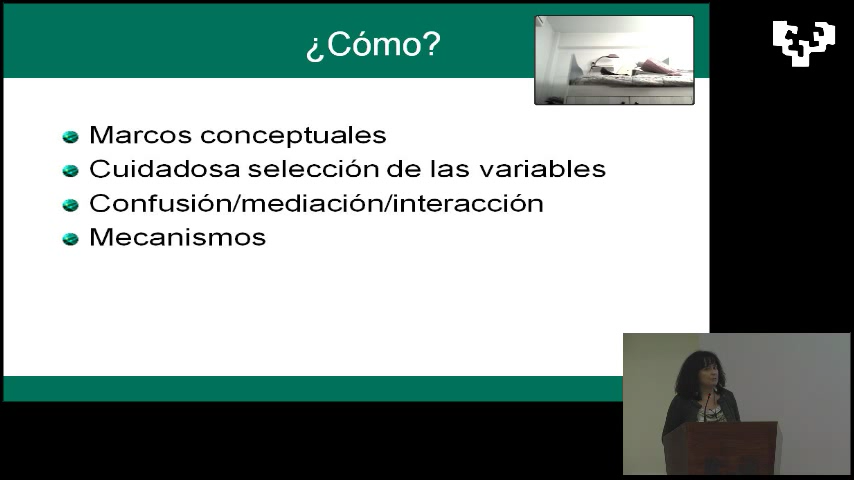 ¿Cómo?
Marcos conceptuales
Cuidadosa selección de las variables
Confusión/mediación/interacción
Mecanismos